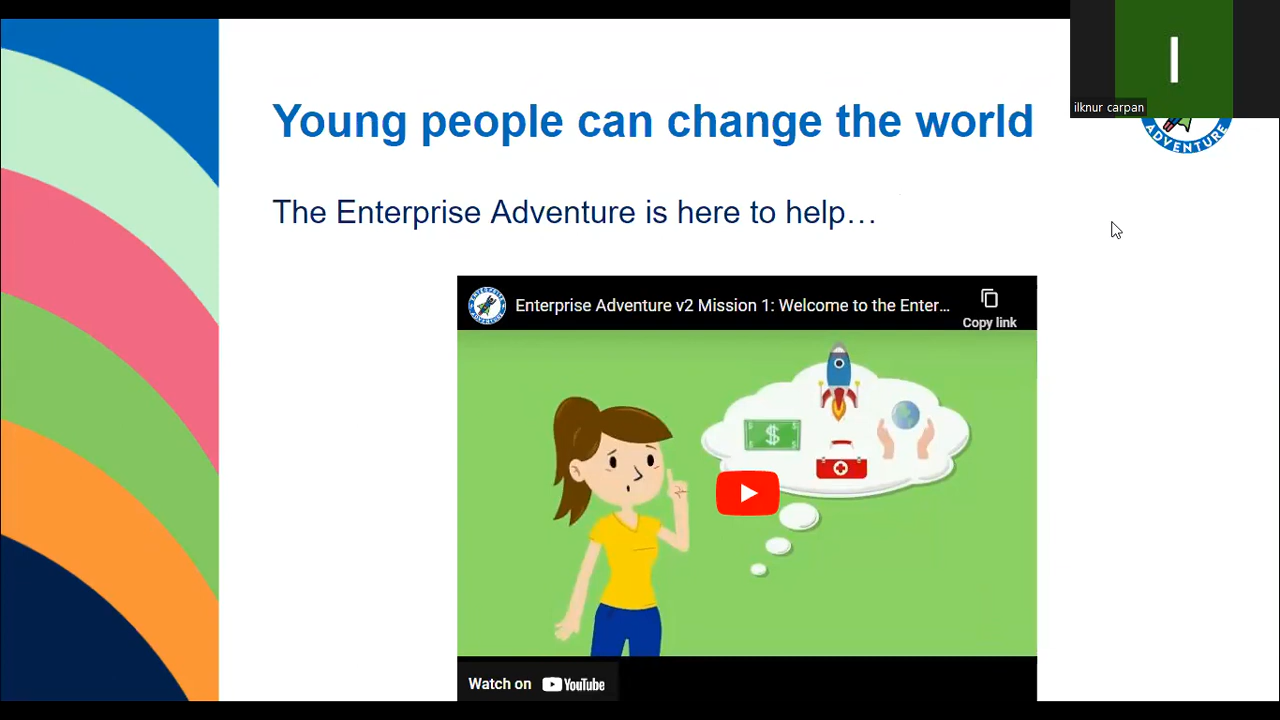 Young people can change the world
I
ilknur carpan
ADVENTURE
The Enterprise Adventure is here to help…
Enterprise Adventure v2 Mission 1: Welcome to the Enter...
Copy link
$
Watch on YouTube